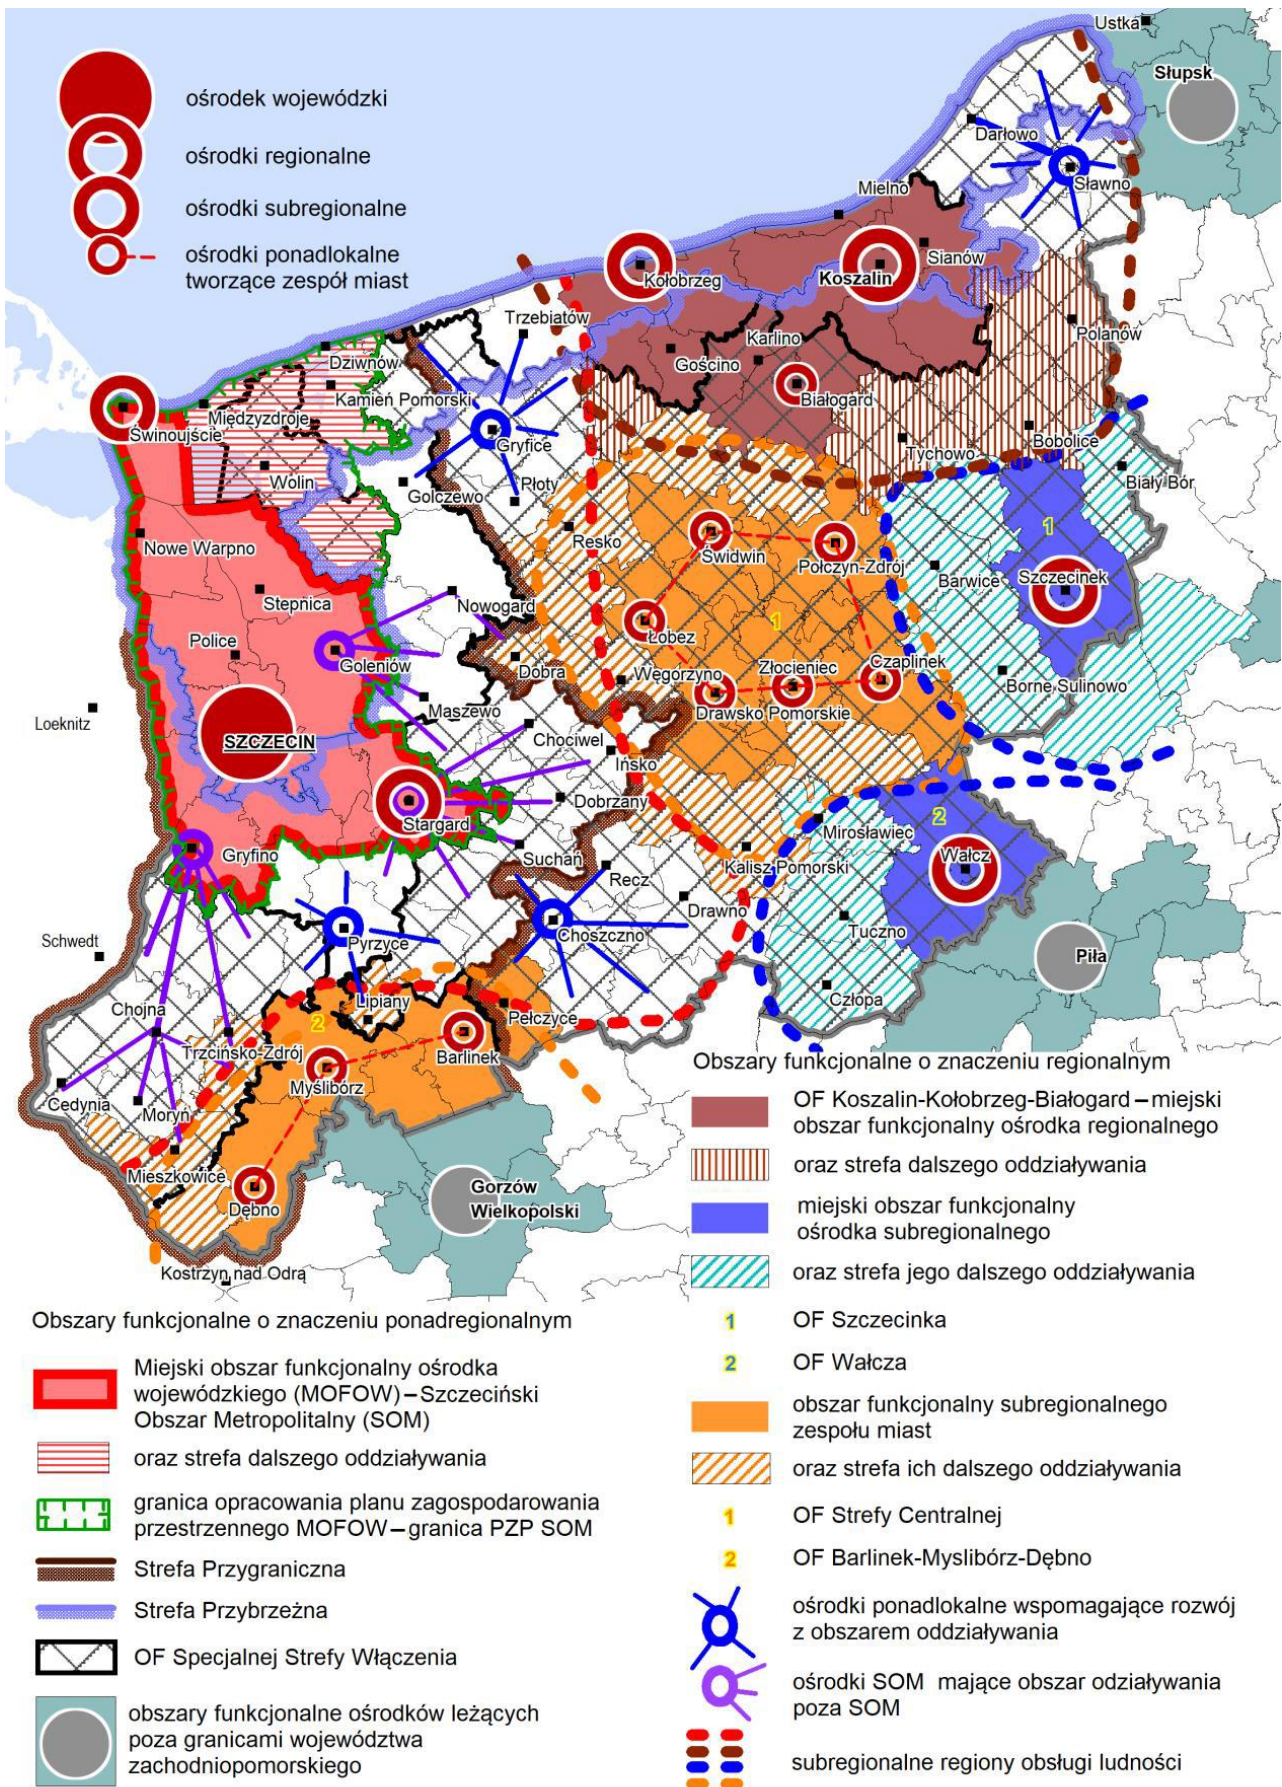 ośrodek wojewódzki
ośrodki regionalne
ośrodki subregionalne
ośrodki ponadlokalne
tworzące zespół miast
Ustka
Słupsk
Darłowo
Sławno
Mielno
Sianów
Koszalin
Kołobrzeg
Polanów
Trzebiatów
Karlino
Gościno
Dziwnów
Kamień Pomorski
Białogard
Międzyzdroje
Świnoujście
Gryfice
Tychowo
Bobolice
Biały Bór
Wolin
Golczewo
Płoty
Resko
1
Nowe Warpno
Świdwin
Połczyn-Zdrój
Barwice
Szczecinek
Stepnica
Nowogard
Łobez
1
Police
Goleniów
Dobra
Węgorzyno
Złocieniec
Czaplinek
Borne Sulinowo
Maszewo
Drawsko Pomorskie
Loeknitz
SZCZECIN
Chociwel
Ińsko
Dobrzany
Stargard
Mirosławiec
2
Gryfino
Suchań
Recz
Kalisz Pomorski
Wałcz
Drawno
Schwedt
Pyrzyce
Choszczno
Tuczno
Piła
Człopa
Chojna
Lipiany
Pełczyce
2
Trzcińsko-Zdrój
Barlinek
Myślibórz
Cedynia
Moryń
Mieszkowice
Dębno
Gorzów
Wielkopolski
Kostrzyn nad Odrą
Obszary funkcjonalne o znaczeniu regionalnym
OF Koszalin-Kołobrzeg-Białogard – miejski
obszar funkcjonalny ośrodka regionalnego
oraz strefa dalszego oddziaływania
miejski obszar funkcjonalny
ośrodka subregionalnego
oraz strefa jego dalszego oddziaływania
1 OF Szczecinka
2 OF Wałcza
obszar funkcjonalny subregionalnego
zespołu miast
oraz strefa ich dalszego oddziaływania
1 OF Strefy Centralnej
2 OF Barlinek-Myslibórz-Dębno
ośrodki ponadlokalne wspomagające rozwój
z obszarem oddziaływania
ośrodki SOM mające obszar odziaływania
poza SOM
subregionalne regiony obsługi ludności
Obszary funkcjonalne o znaczeniu ponadregionalnym
Miejski obszar funkcjonalny ośrodka
wojewódzkiego (MOFOW) – Szczeciński
Obszar Metropolitalny (SOM)
oraz strefa dalszego oddziaływania
granica opracowania planu zagospodarowania
przestrzennego MOFOW – granica PZP SOM
Strefa Przygraniczna
Strefa Przybrzeżna
OF Specjalnej Strefy Włączenia
obszary funkcjonalne ośrodków leżących
poza granicami województwa
zachodniopomorskiego